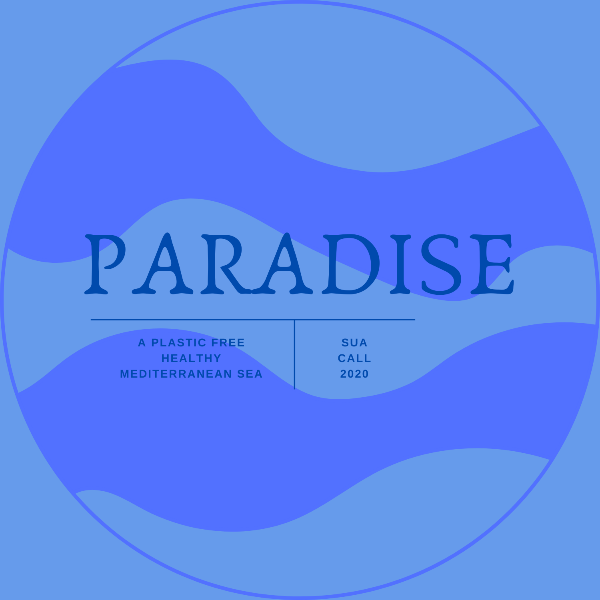 PARADISE
A PLASTIC FREE
HEALTHY
MEDITERRANEAN SEA
SUA
CALL
2020